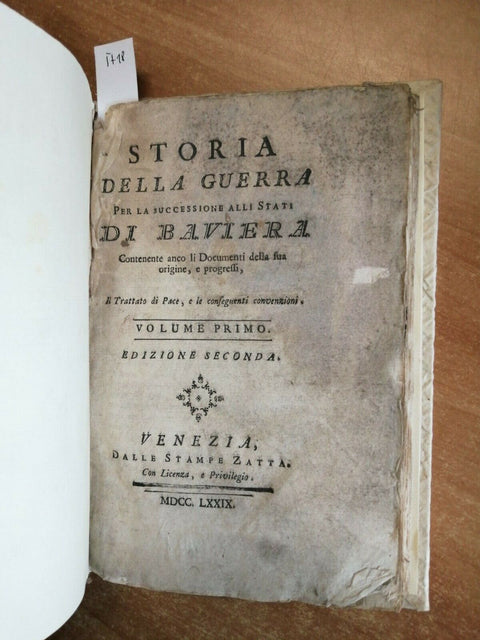 STORIA
DELLA GUERRA
PER LA SUCCESSIONE ALLI STATI
DI BAVIERA
Contenente anco li Documenti della sua
origine, e progressi,
Il Trattato di Pace, e le conseguenti convenzioni.
VOLUME PRIMO.
EDIZIONE SECONDA.
VENEZIA,
DALLE STAMPE ZATTA.
Con Licenza, e Privilegio.
MDCC. LXXIX.